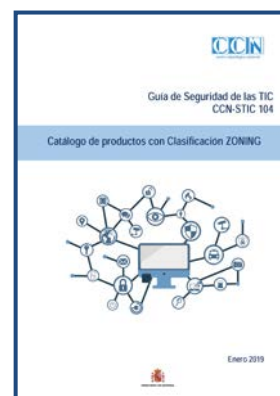 CCN
Guía de Seguridad de las TIC
CCN-STIC 104
Catálogo de productos con Clasificación ZONING
Enero 2019